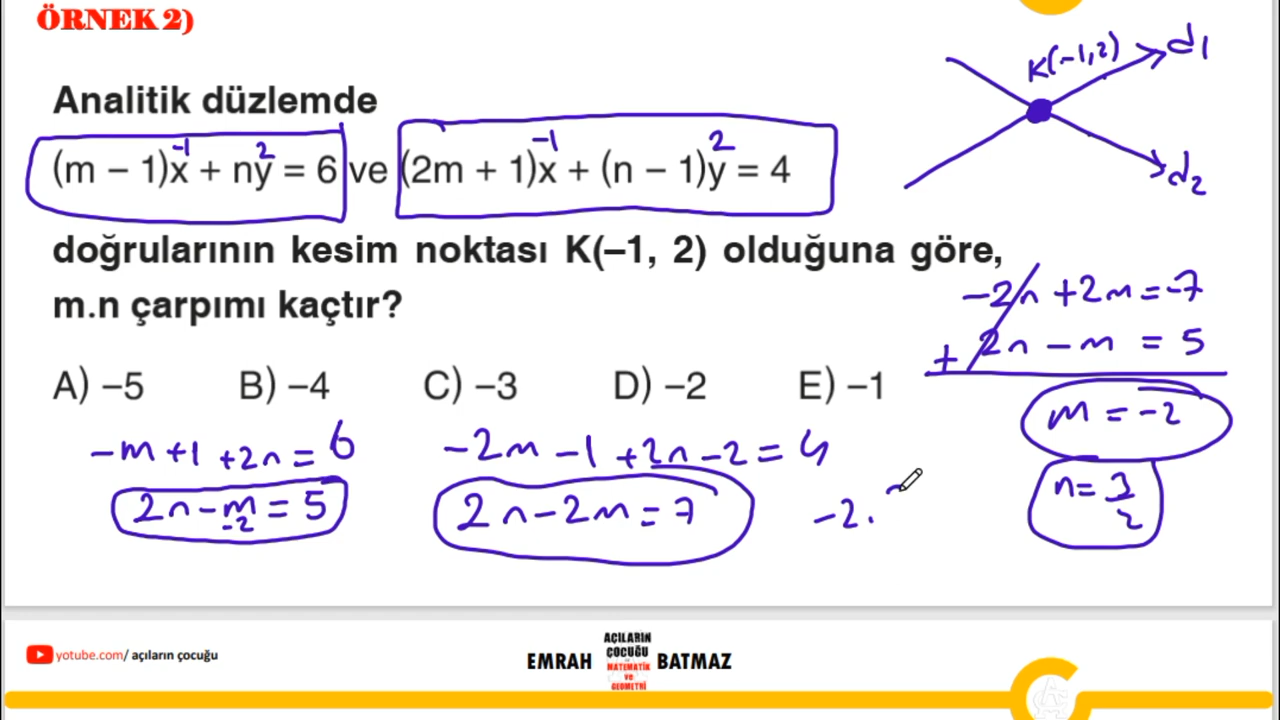 ÖRNEK 2)
K(-1,2)
d1
d2
Analitik düzlemde
(m – 1)x + ny = 6 ve (2m + 1)x + (n – 1)y = 4
-1 2 -1 2
doğrularının kesim noktası K(–1, 2) olduğuna göre,
m.n çarpımı kaçtır?
A) –5 B) –4 C) –3 D) –2 E) –1
-2n +2m = -7
+ 2n - m = 5
m = -2
n = 3/2
-m +1 +2n = 6
2n - m = 5
-2
-2m -1 +2n -2 = 4
2n - 2m = 7
-2.
yotube.com/ açıların çocuğu
EMRAH
AÇILARIN
ÇOCUĞU
MATEMATİK
ve
GEOMETRİ
BATMAZ